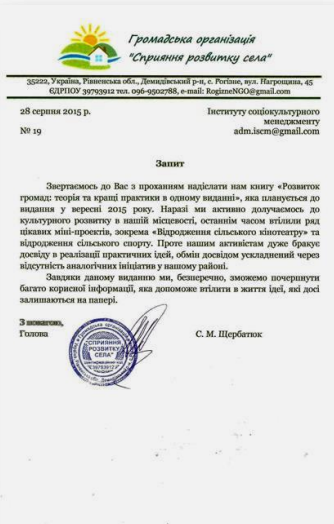 Громадська організація
"Сприяння розвитку села"
35222, Україна, Рівненська обл., Демидівський р-н, с. Рогізне, вул. Нагрощина, 45
ЄДРПОУ 39793912 тел. 096-9502788, e-mail: RogizneNGO@gmail.com
28 серпня 2015 р.
Інституту соціокультурного
менеджменту
№ 19
adm.iscm@gmail.com
Запит
Звертаємось до Вас з проханням надіслати нам книгу «Розвиток
громад: теорія та кращі практики в одному виданні», яка планується до
видання у вересні 2015 року. Наразі ми активно долучаємось до
культурного розвитку в нашій місцевості, останнім часом втілили ряд
цікавих міні-проектів, зокрема «Відродження сільського кінотеатру» та
відродження сільського спорту. Проте нашим активістам дуже бракує
досвіду в реалізації практичних ідей, обмін досвідом ускладнений через
відсутність аналогічних ініціатив у нашому районі.
Завдяки даному виданню ми, безперечно, зможемо почерпнути
багато корисної інформації, яка допоможе втілити в життя ідеї, які досі
залишаються на папері.
З повагою,
Голова
С. М. Щербатюк
"СПРИЯННЯ
РОЗВИТКУ
СЕЛА"
39793912